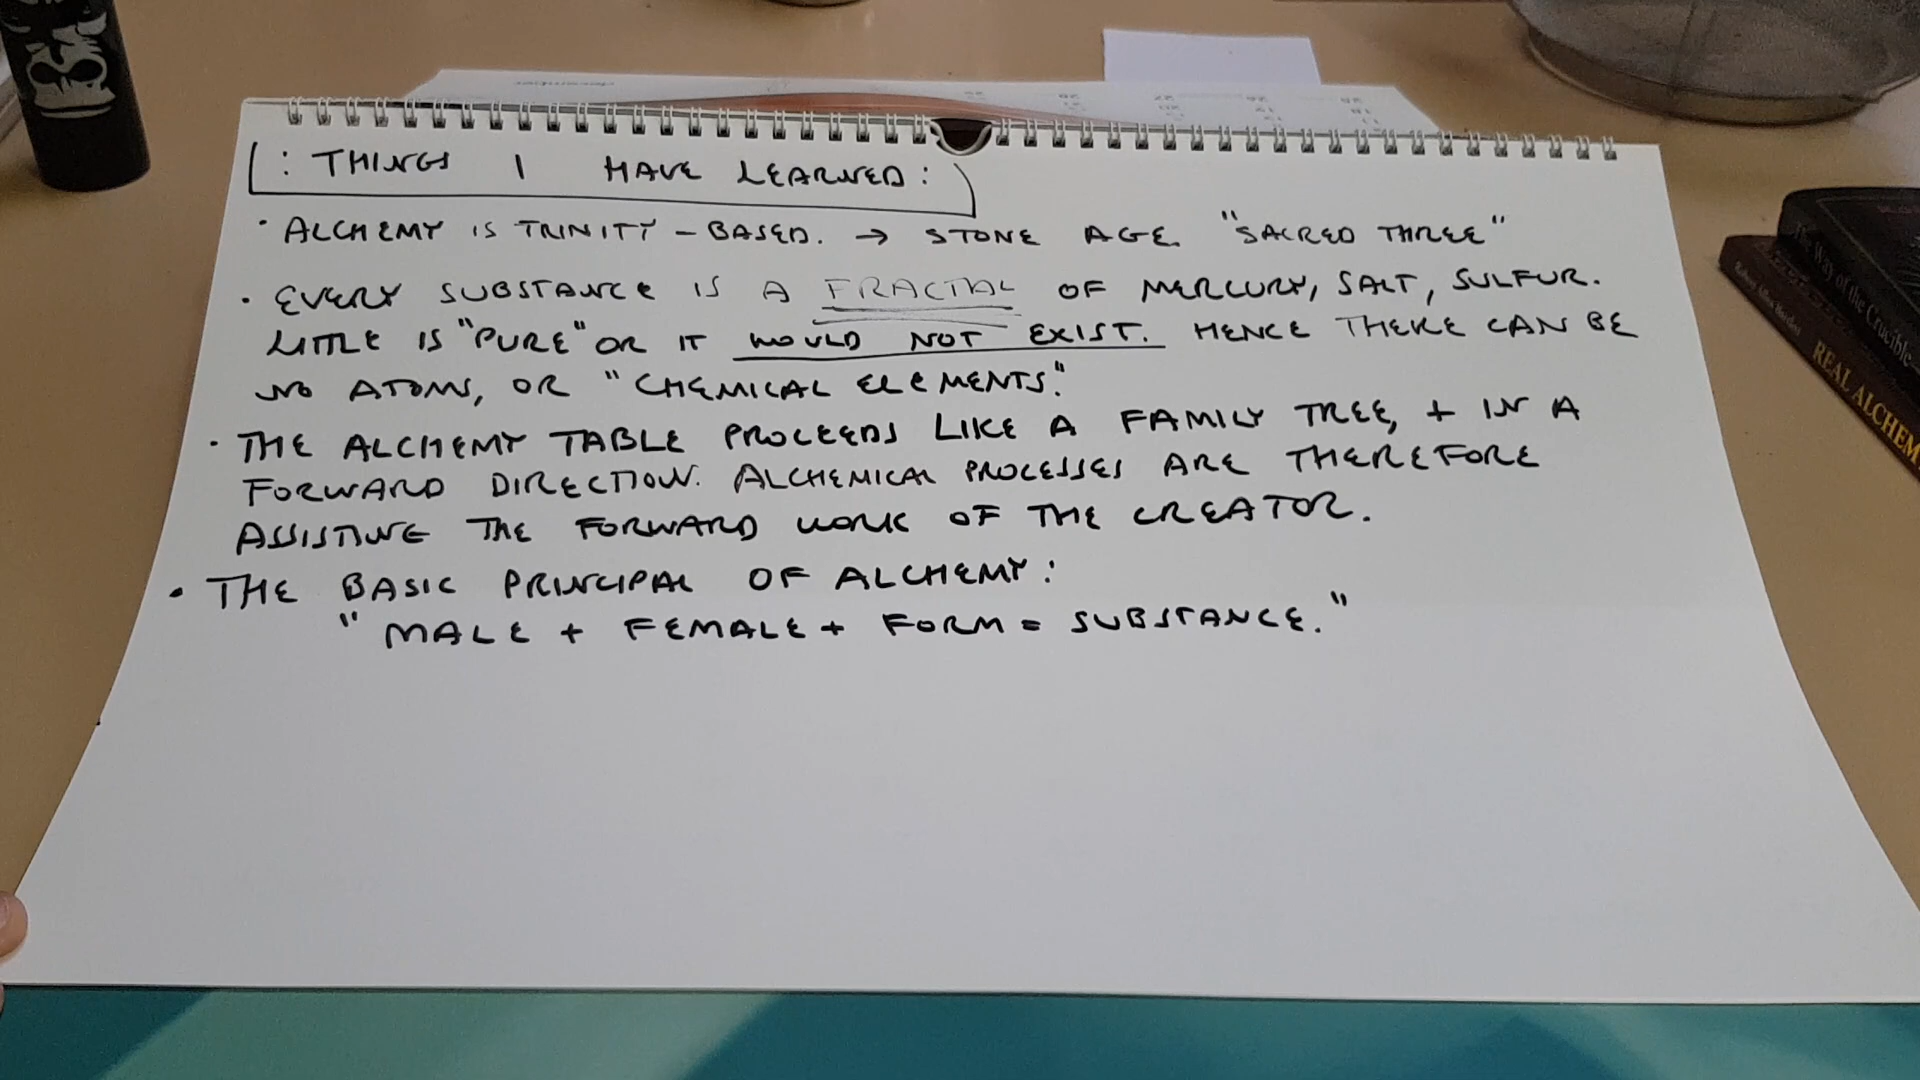 : THINGS I HAVE LEARNED :
· ALCHEMY IS TRINITY - BASED. → STONE AGE "SACRED THREE"
· EVERY SUBSTANCE IS A FRACTAL OF MERCURY, SALT, SULFUR.
LITTLE IS "PURE" OR IT WOULD NOT EXIST. HENCE THERE CAN BE
NO ATOMS, OR "CHEMICAL ELEMENTS."
· THE ALCHEMY TABLE PROCEEDS LIKE A FAMILY TREE, + IN A
FORWARD DIRECTION. ALCHEMICAL PROCESSES ARE THEREFORE
ASSISTING THE FORWARD WORK OF THE CREATOR.
· THE BASIC PRINCIPAL OF ALCHEMY:
"MALE + FEMALE + FORM = SUBSTANCE."
The Way of the Crucible
REAL ALCHEM